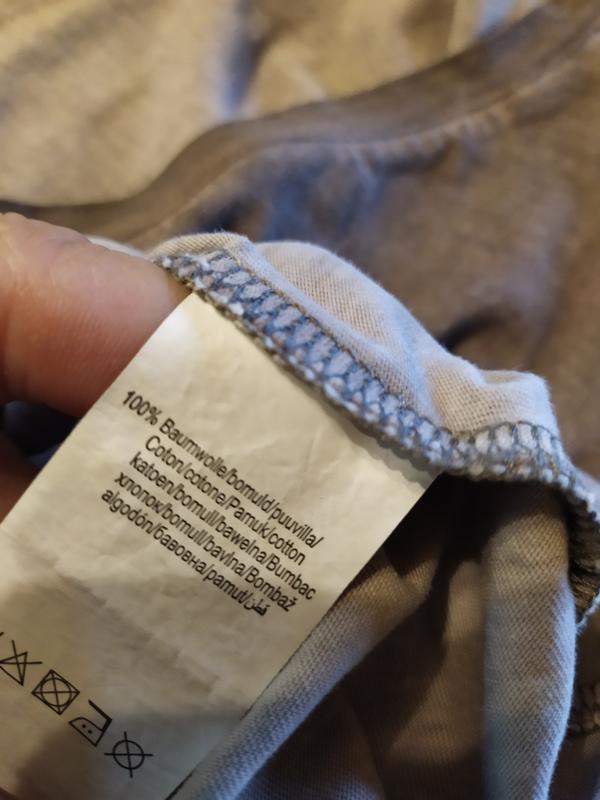 100% Baumwolle/bomuld/puuvilla/
Coton/cotone/Pamuk/cotton
katoen/bomull/bawełna/Bumbac
хлопок/bomull/bavlna/Bombaž
algodón/бавовна/pamut/قطن